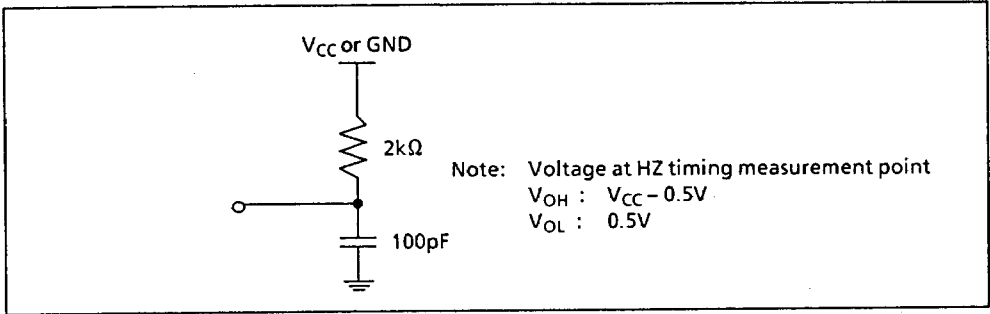 VCC or GND
2kΩ
Note: Voltage at HZ timing measurement point
VOH : VCC – 0.5V
VOL : 0.5V
100pF